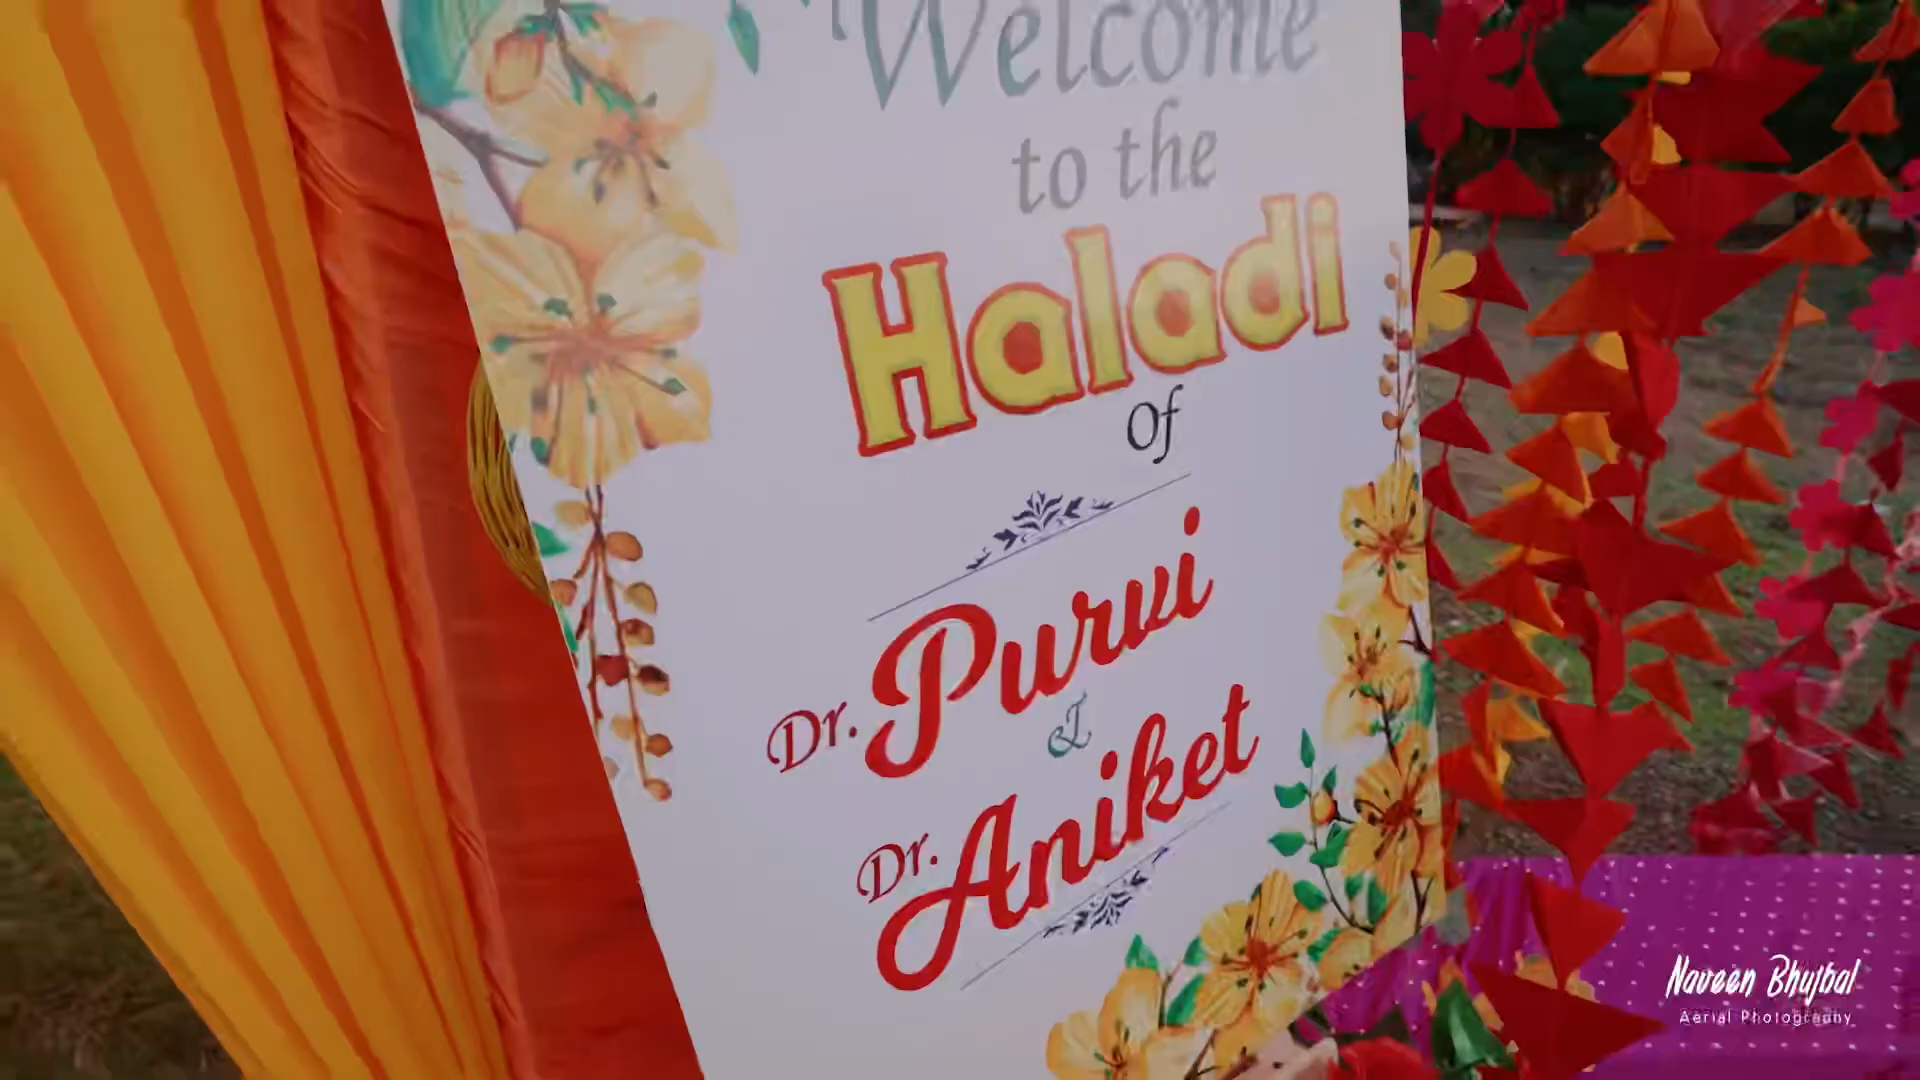 Welcome
to the
Haladi
Of
Dr. Purvi
&
Dr. Aniket
Naveen Bhujbal
Aerial Photography